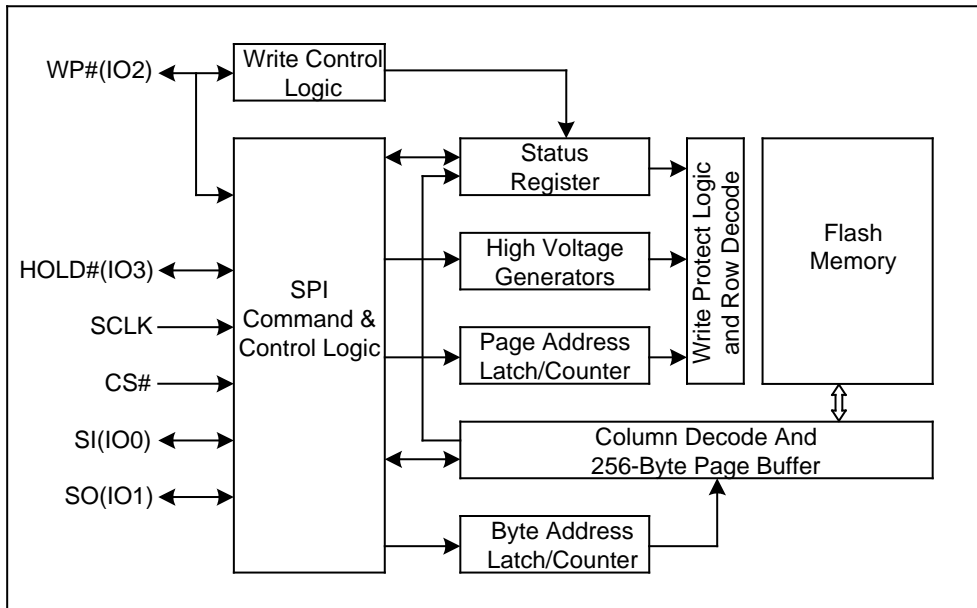 WP#(IO2)
Write Control
Logic
HOLD#(IO3)
SCLK
CS#
SI(IO0)
SO(IO1)
SPI
Command &
Control Logic
Status
Register
High Voltage
Generators
Page Address
Latch/Counter
Write Protect Logic
and Row Decode
Flash
Memory
Column Decode And
256-Byte Page Buffer
Byte Address
Latch/Counter